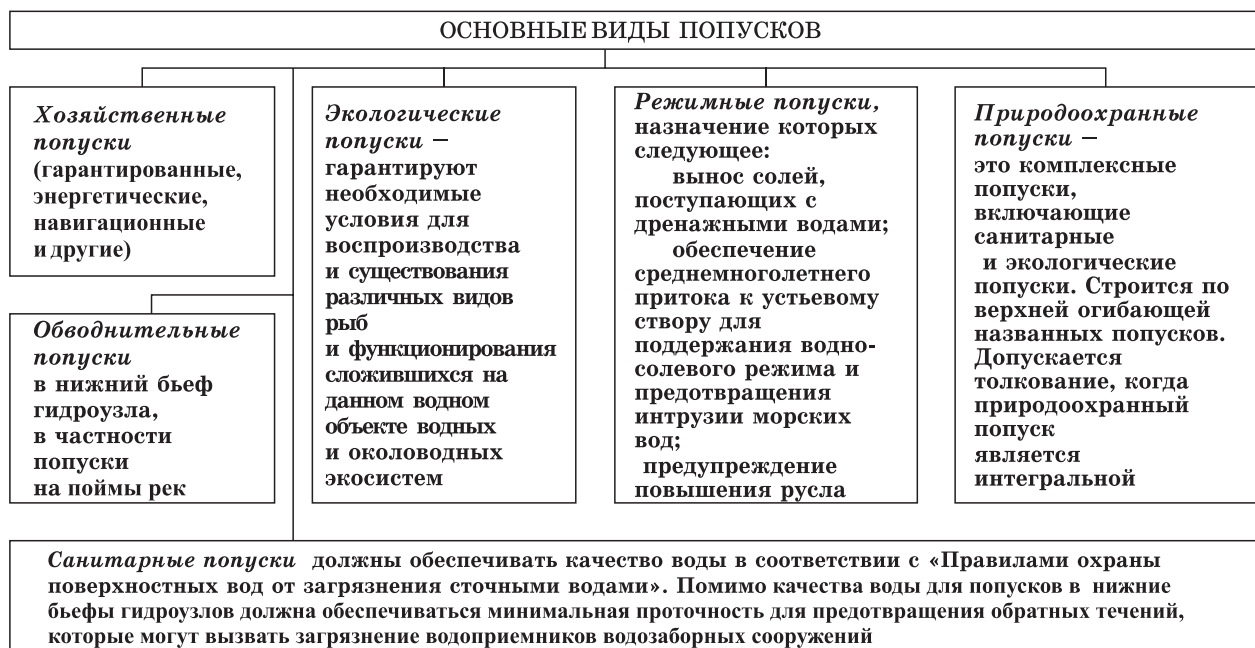 ОСНОВНЫЕ ВИДЫ ПОПУСКОВ
Хозяйственные
попуски
(гарантированные,
энергетические,
навигационные
и другие)
Обводнительные
попуски
в нижний бьеф
гидроузла,
в частности
попуски
на поймы рек
Экологические
попуски –
гарантируют
необходимые
условия для
воспроизводства
и существования
различных видов
рыб
и функционирования
сложившихся на
данном водном
объекте водных
и околоводных
экосистем
Режимные попуски,
назначение которых
следующее:
вынос солей,
поступающих с
дренажными водами;
обеспечение
среднемноголетнего
притока к устьевому
створу для
поддержания водно-
солевого режима и
предотвращения
интрузии морских
вод;
предупреждение
повышения русла
Природоохранные
попуски –
это комплексные
попуски,
включающие
санитарные
и экологические
попуски. Строится по
верхней огибающей
названных попусков.
Допускается
толкование, когда
природоохранный
попуск
является
интегральной
Санитарные попуски должны обеспечивать качество воды в соответствии с «Правилами охраны
поверхностных вод от загрязнения сточными водами». Помимо качества воды для попусков в нижние
бьефы гидроузлов должна обеспечиваться минимальная проточность для предотвращения обратных течений,
которые могут вызвать загрязнение водоприемников водозаборных сооружений